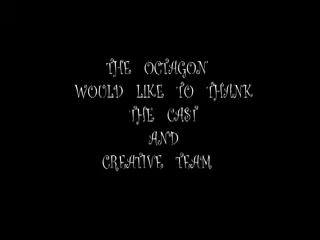 THE OCTAGON
WOULD LIKE TO THANK
THE CAST
AND
CREATIVE TEAM